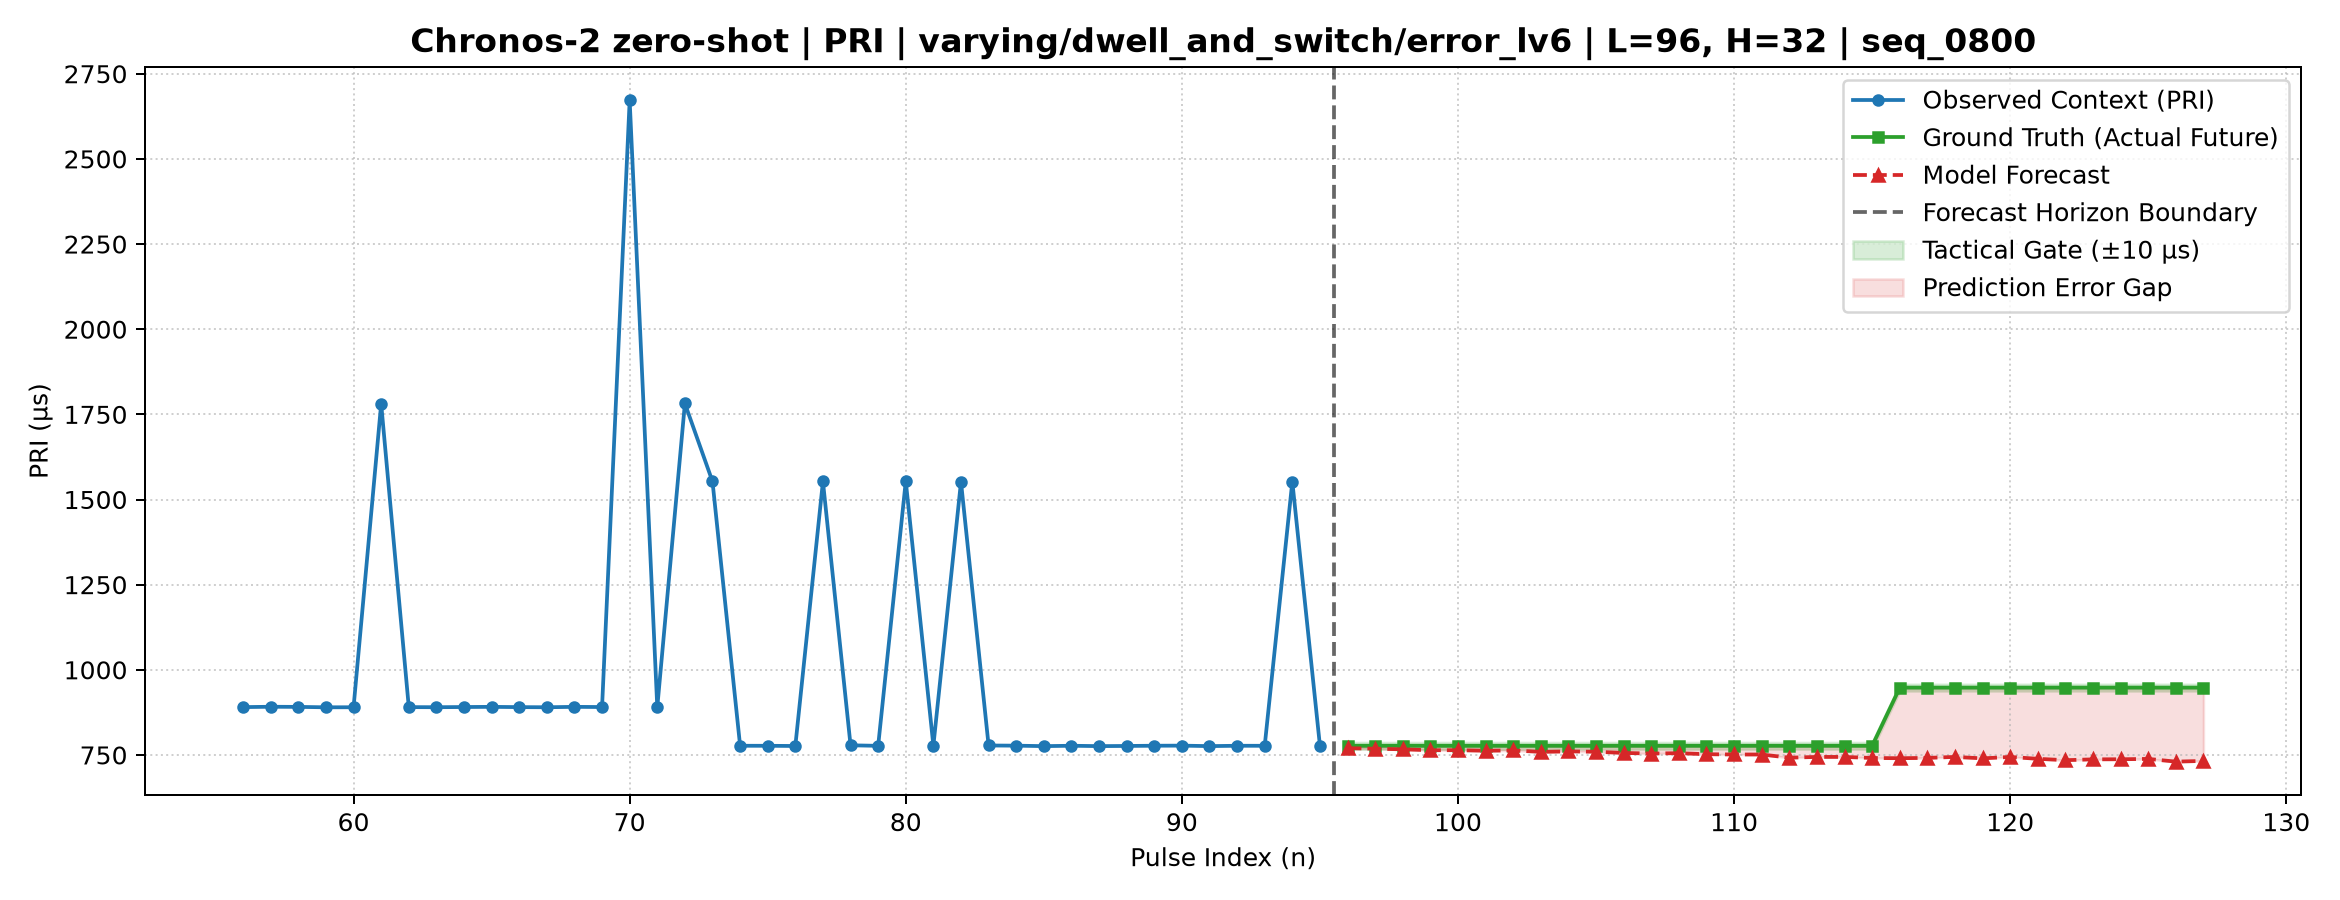 Chronos-2 zero-shot | PRI | varying/dwell_and_switch/error_lv6 | L=96, H=32 | seq_0800
2750
2500
2250
2000
1750
1500
1250
1000
750
PRI (µs)
Observed Context (PRI)
Ground Truth (Actual Future)
Model Forecast
Forecast Horizon Boundary
Tactical Gate (±10 µs)
Prediction Error Gap
60 70 80 90 100 110 120 130
Pulse Index (n)